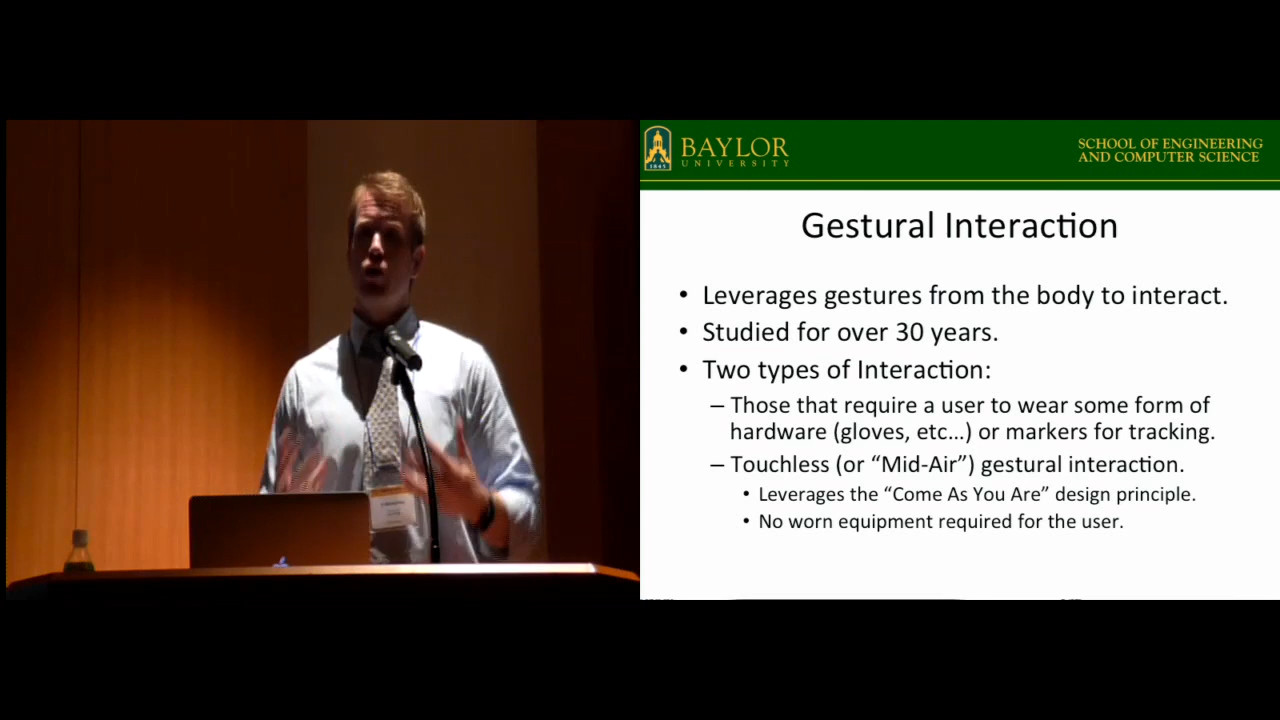 BAYLOR
UNIVERSITY
1845
SCHOOL OF ENGINEERING
AND COMPUTER SCIENCE
Gestural Interaction
• Leverages gestures from the body to interact.
• Studied for over 30 years.
• Two types of Interaction:
– Those that require a user to wear some form of
hardware (gloves, etc…) or markers for tracking.
– Touchless (or “Mid-Air”) gestural interaction.
• Leverages the “Come As You Are” design principle.
• No worn equipment required for the user.